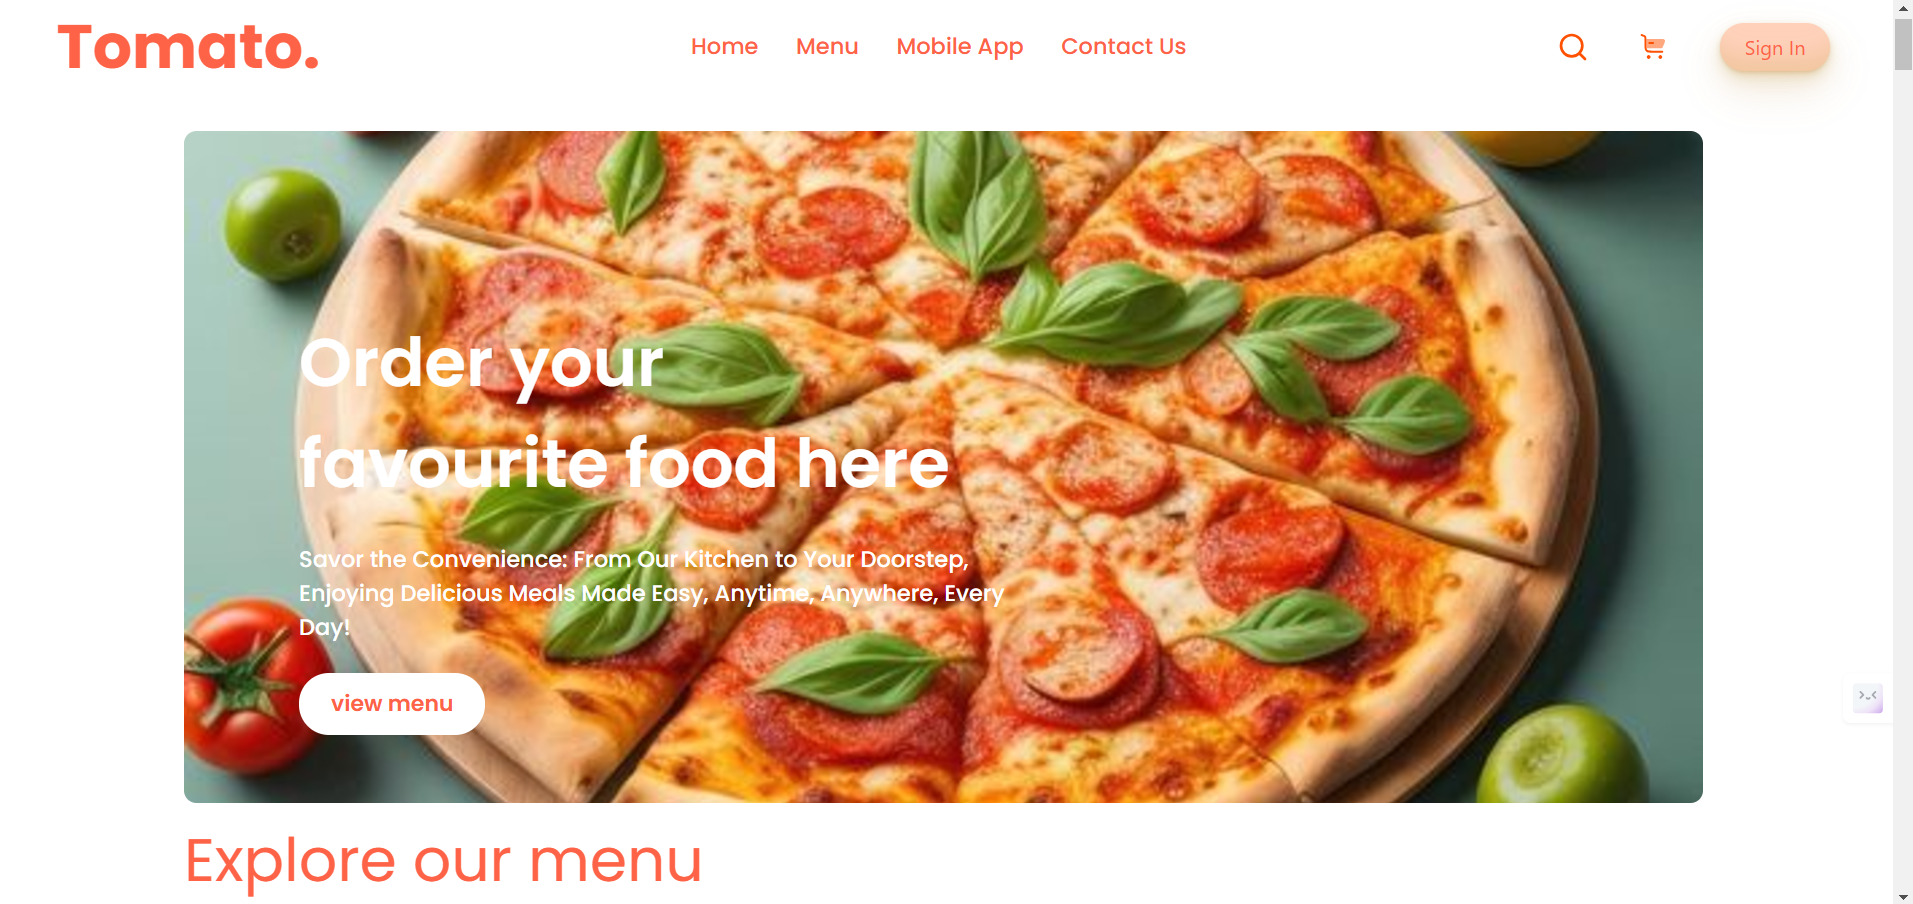 Tomato.
Home
Menu
Mobile App
Contact Us
Sign In
Order your
favourite food here
Savor the Convenience: From Our Kitchen to Your Doorstep,
Enjoying Delicious Meals Made Easy, Anytime, Anywhere, Every
Day!
view menu
Explore our menu